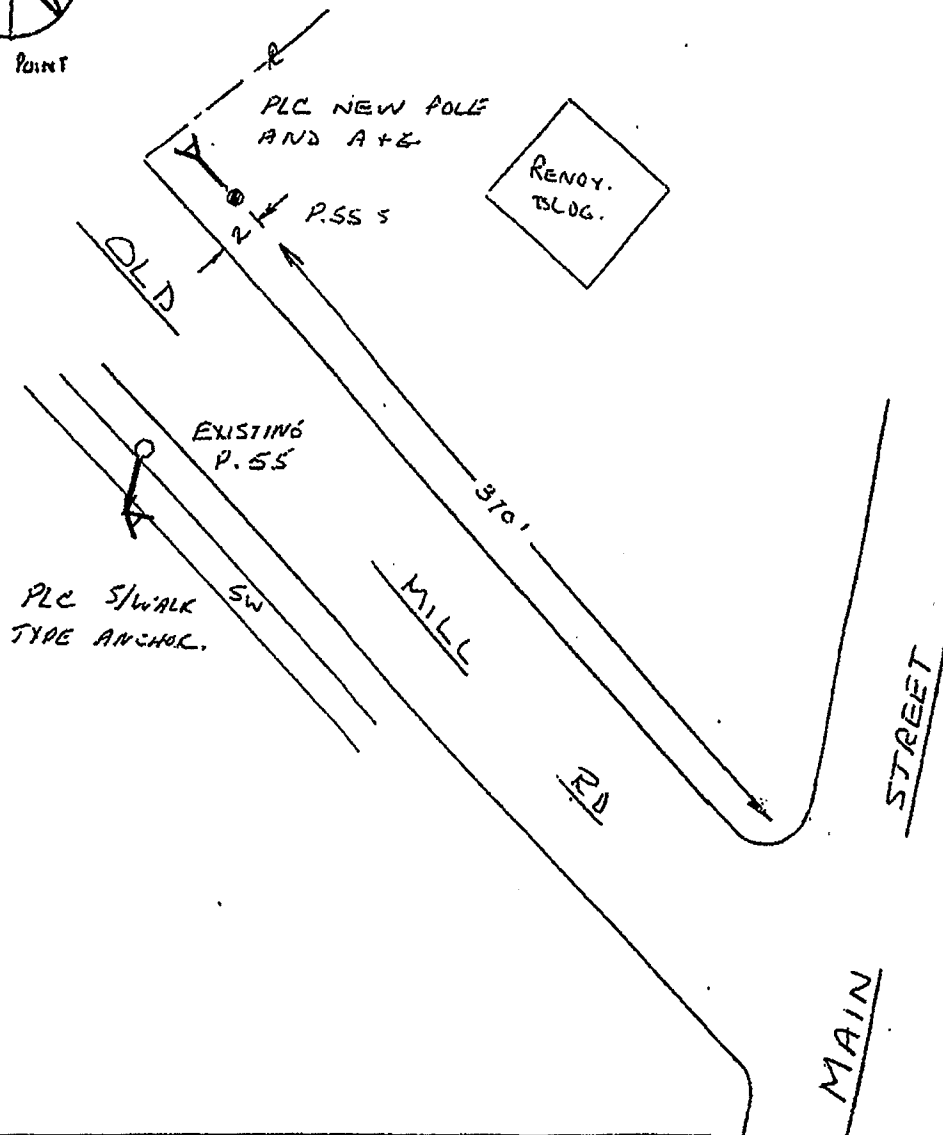 POINT
PLC NEW POLE
AND A+G
P.55 S
2
RENOV.
BLDG.
OLD
EXISTING
P.55
370'
PLC S/WALK
TYPE ANCHOR.
SW
MILL
RD
STREET
MAIN